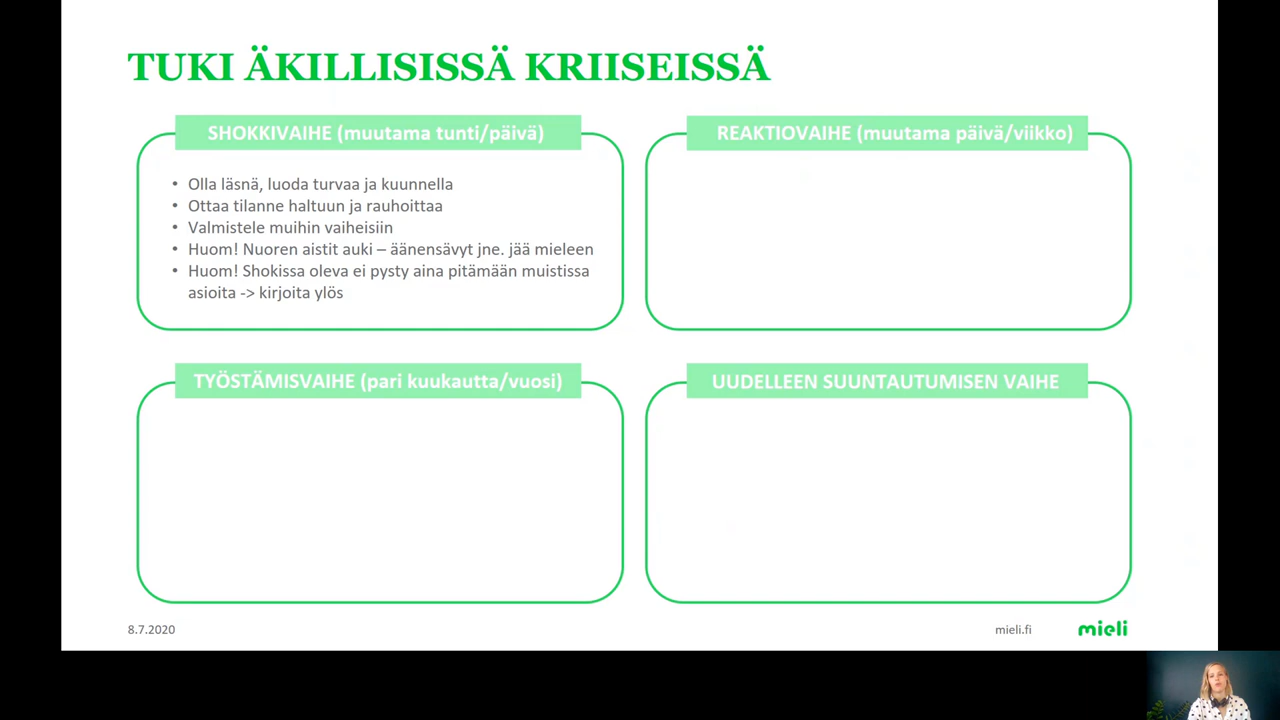 TUKI ÄKILLISISSÄ KRIISEISSÄ
SHOKKIVAIHE (muutama tunti/päivä)
• Olla läsnä, luoda turvaa ja kuunnella
• Ottaa tilanne haltuun ja rauhoittaa
• Valmistele muihin vaiheisiin
• Huom! Nuoren aistit auki – äänensävyt jne. jää mieleen
• Huom! Shokissa oleva ei pysty aina pitämään muistissa
asioita -> kirjoita ylös
REAKTIOVAIHE (muutama päivä/viikko)
TYÖSTÄMISVAIHE (pari kuukautta/vuosi)
UUDELLEEN SUUNTAUTUMISEN VAIHE
8.7.2020
mieli.fi
mieli